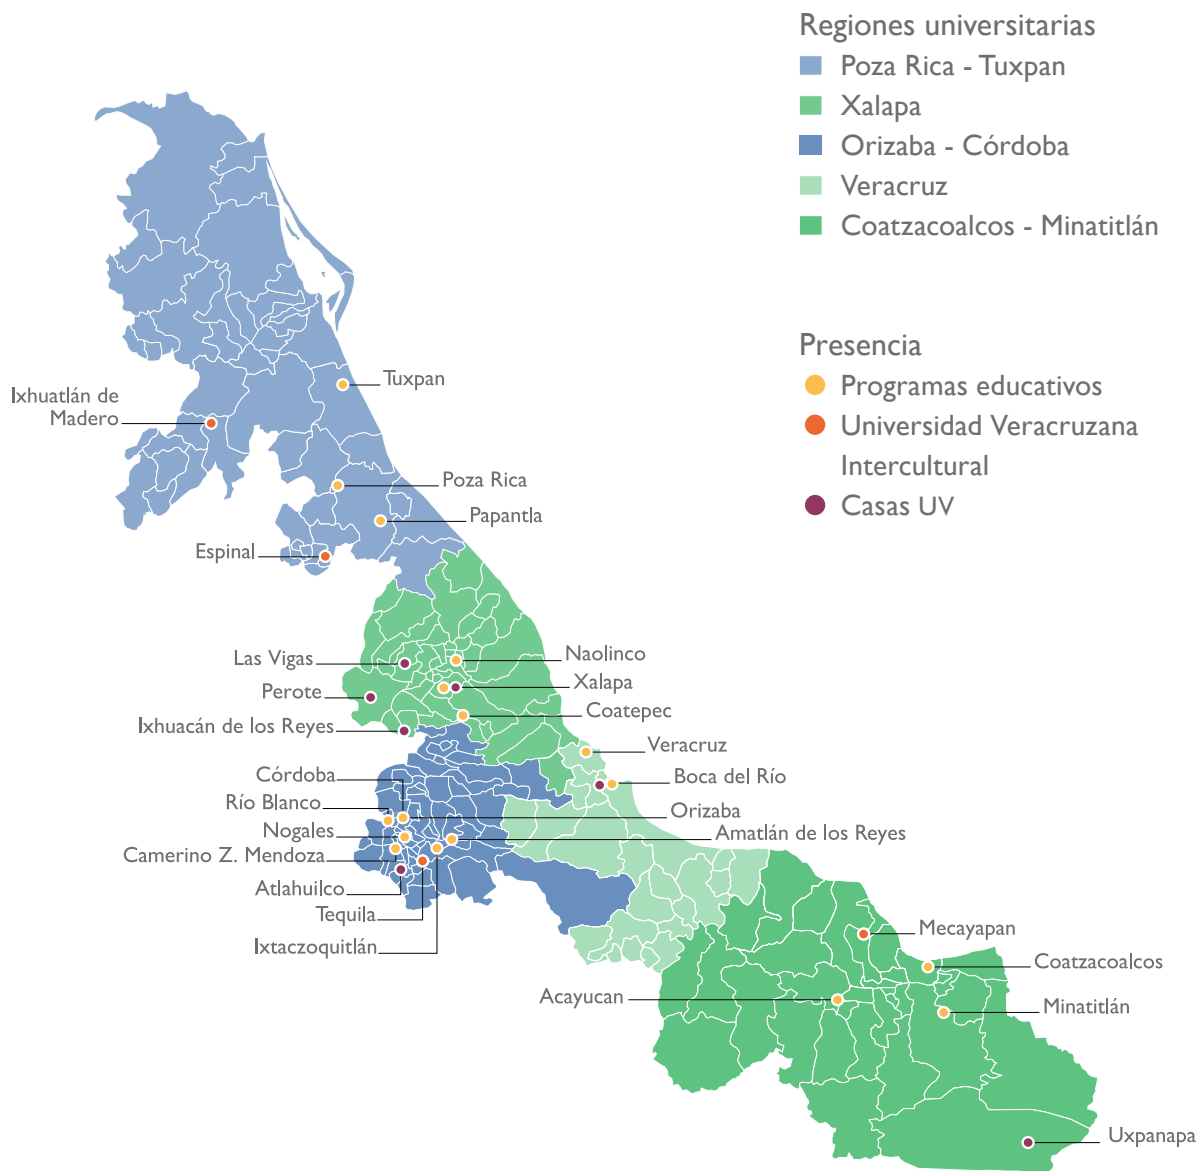 Regiones universitarias
Poza Rica - Tuxpan
Xalapa
Orizaba - Córdoba
Veracruz
Coatzacoalcos - Minatitlán
Presencia
Programas educativos
Universidad Veracruzana
Intercultural
Casas UV
Tuxpan
Ixhuatlán de
Madero
Poza Rica
Papantla
Espinal
Naolinco
Las Vigas
Xalapa
Perote
Coatepec
Ixhuacán de los Reyes
Veracruz
Córdoba
Boca del Río
Río Blanco
Orizaba
Nogales
Amatlán de los Reyes
Camerino Z. Mendoza
Atlahuilco
Tequila
Ixtaczoquitlán
Mecayapan
Coatzacoalcos
Acayucan
Minatitlán
Uxpanapa